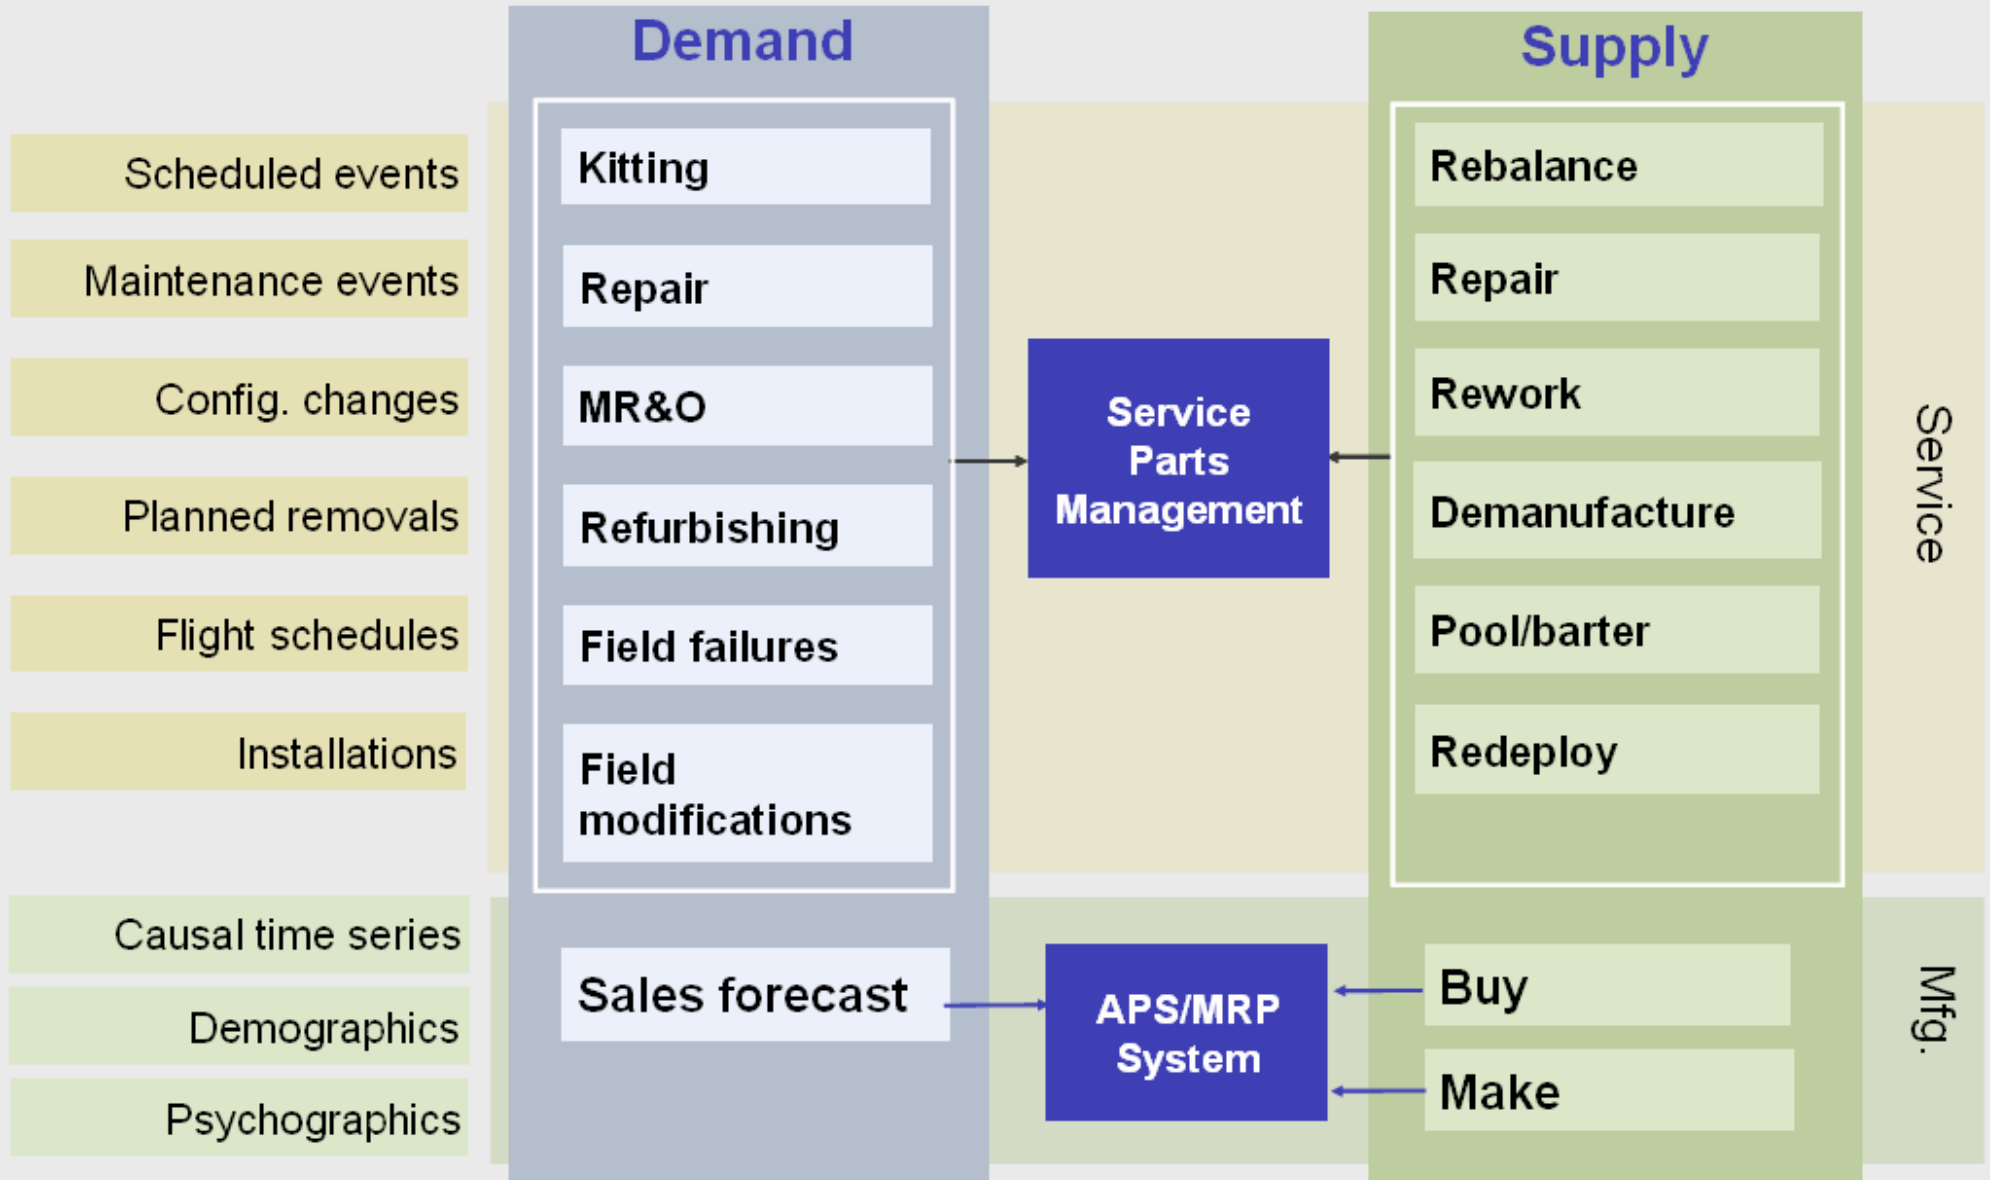 Demand
Supply
Scheduled events
Kitting
Rebalance
Maintenance events
Repair
Repair
Config. changes
MR&O
Service
Parts
Management
Rework
Service
Planned removals
Refurbishing
Demanufacture
Flight schedules
Field failures
Pool/barter
Installations
Field
modifications
Redeploy
Causal time series
Demographics
Psychographics
Sales forecast
APS/MRP
System
Buy
Make
Mfg.